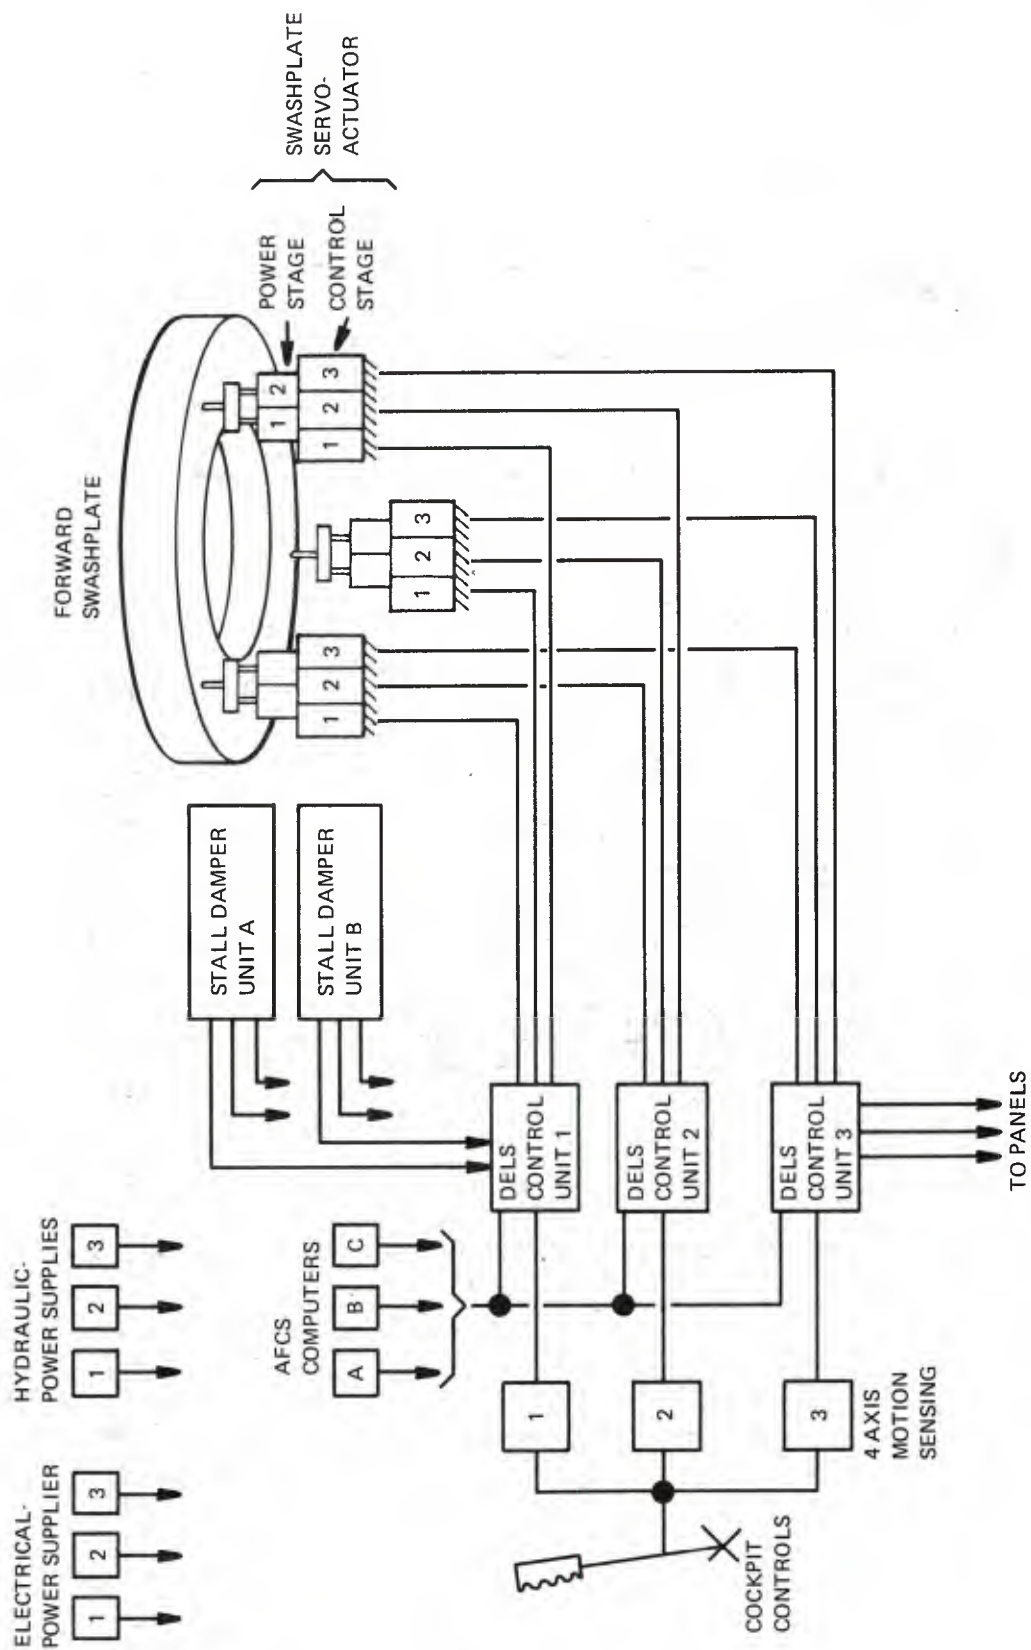 ELECTRICAL-
POWER SUPPLIER
1
2
3
HYDRAULIC-
POWER SUPPLIES
1
2
3
AFCS
COMPUTERS
A
B
C
STALL DAMPER
UNIT A
STALL DAMPER
UNIT B
FORWARD
SWASHPLATE
1
2
3
1
2
3
1
2
1
2
3
POWER
STAGE
CONTROL
STAGE
SWASHPLATE
SERVO-
ACTUATOR
COCKPIT
CONTROLS
1
2
3
4 AXIS
MOTION
SENSING
DELS
CONTROL
UNIT 1
DELS
CONTROL
UNIT 2
DELS
CONTROL
UNIT 3
TO PANELS